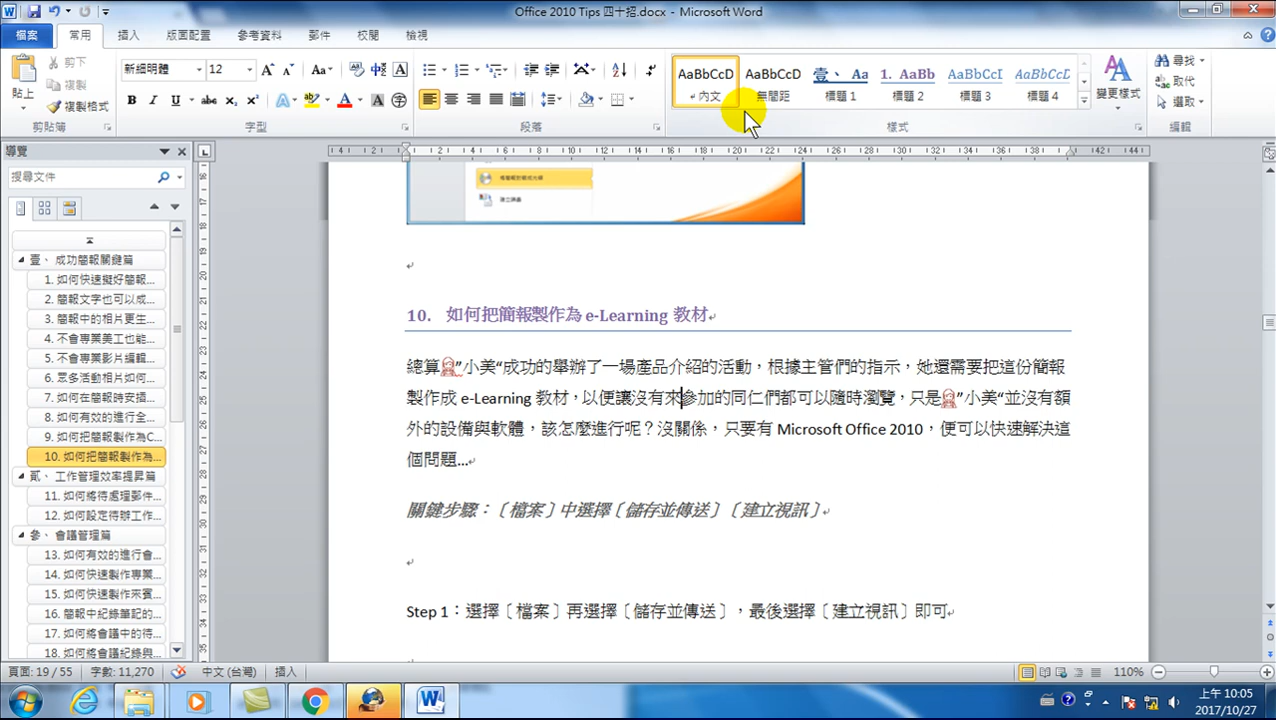 Office 2010 Tips 四十招.docx - Microsoft Word
檔案 常用 插入 版面配置 參考資料 郵件 校閱 檢視
貼上 剪下 複製 複製格式
新細明體 12
AaBbCcD AaBbCcD 壹、 Aa 1. AaBb AaBbCcI AaBbCcL
內文 無間距 標題 1 標題 2 標題 3 標題 4
變更樣式
尋找 取代 選取
剪貼簿 字型 段落 樣式 編輯
導覽
搜尋文件
壹、 成功簡報關鍵篇
1. 如何快速擬好簡報...
2. 簡報文字也可以成...
3. 簡報中的相片更生...
4. 不會專業美工也能...
5. 不會專業影片編輯...
6. 眾多活動相片如何...
7. 如何在簡報時安插...
8. 如何有效的進行全...
9. 如何把簡報製作為C...
10. 如何把簡報製作為...
貳、 工作管理效率提昇篇
11. 如何將待處理郵件...
12. 如何設定待辦工作...
參、 會議管理篇
13. 如何有效的進行會...
14. 如何快速製作專業...
15. 如何快速製作來賓...
16. 簡報中紀錄筆記的...
17. 如何將會議中的待...
18. 如何將會議紀錄與...
建立講義
10. 如何把簡報製作為 e-Learning 教材
總算”小美“成功的舉辦了一場產品介紹的活動，根據主管們的指示，她還需要把這份簡報
製作成 e-Learning 教材，以便讓沒有來參加的同仁們都可以隨時瀏覽，只是”小美“並沒有額
外的設備與軟體，該怎麼進行呢？沒關係，只要有 Microsoft Office 2010，便可以快速解決這
個問題…
關鍵步驟：〔檔案〕中選擇〔儲存並傳送〕〔建立視訊〕
Step 1：選擇〔檔案〕再選擇〔儲存並傳送〕，最後選擇〔建立視訊〕即可
頁面: 19 / 55 字數: 11,270 中文 (台灣) 插入 110%
上午 10:05
2017/10/27